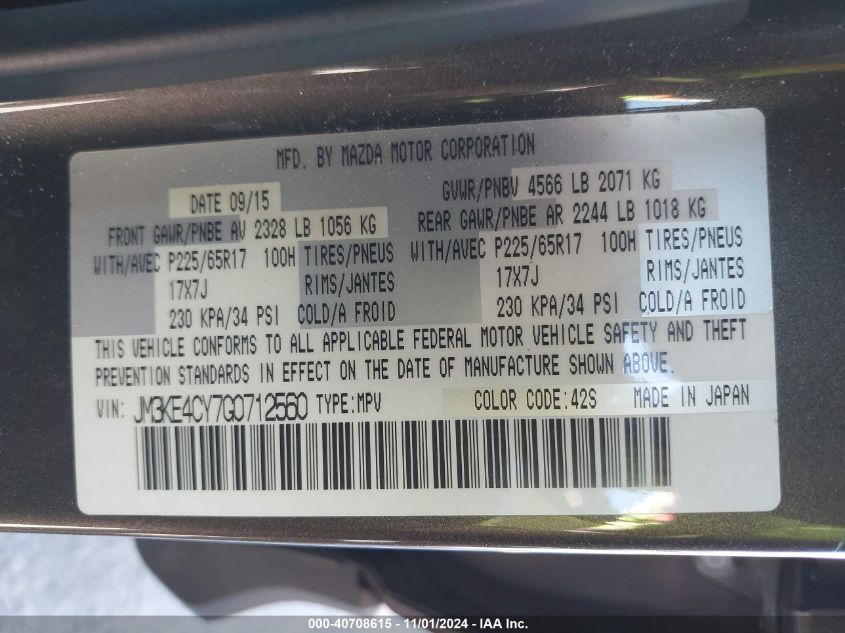 MFD. BY MAZDA MOTOR CORPORATION
DATE 09/15 GVWR/PNBV 4566 LB 2071 KG
FRONT GAWR/PNBE AV 2328 LB 1056 KG REAR GAWR/PNBE AR 2244 LB 1018 KG
WITH/AVEC P225/65R17 100H TIRES/PNEUS WITH/AVEC P225/65R17 100H TIRES/PNEUS
17X7J RIMS/JANTES 17X7J RIMS/JANTES
230 KPA/34 PSI COLD/A FROID 230 KPA/34 PSI COLD/A FROID
THIS VEHICLE CONFORMS TO ALL APPLICABLE FEDERAL MOTOR VEHICLE SAFETY AND THEFT
PREVENTION STANDARDS IN EFFECT ON THE DATE OF MANUFACTURE SHOWN ABOVE.
VIN: JM3KE4CY7G0712560 TYPE:MPV COLOR CODE:42S MADE IN JAPAN
000-40708615 - 11/01/2024 - IAA Inc.